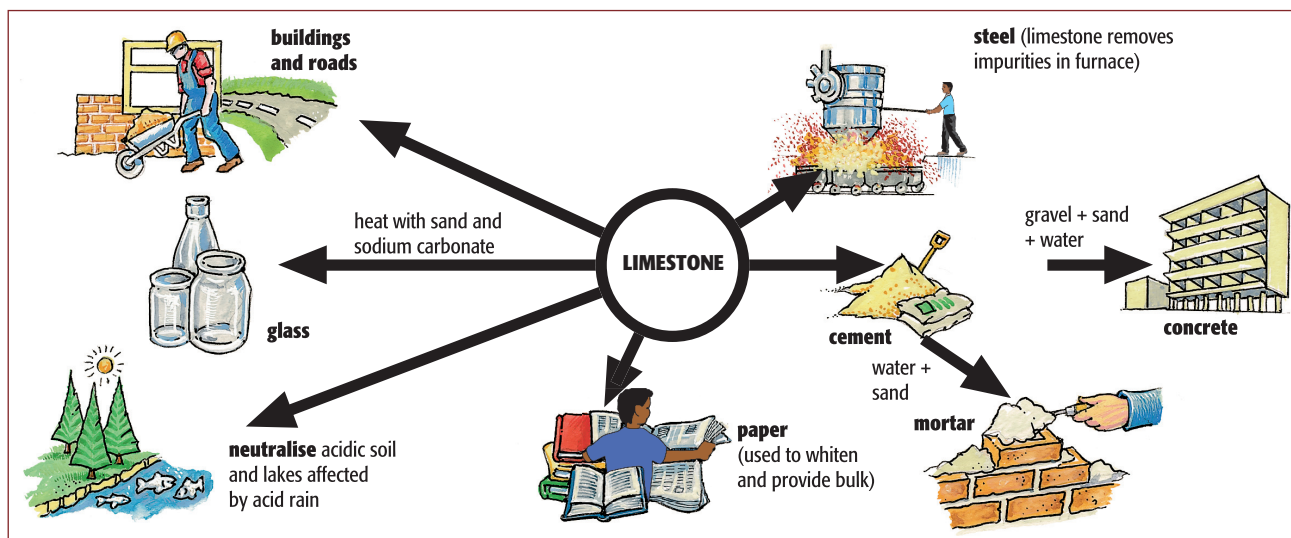 buildings
and roads
steel (limestone removes
impurities in furnace)
heat with sand and
sodium carbonate
LIMESTONE
gravel + sand
+ water
glass
cement
concrete
water +
sand
neutralise acidic soil
and lakes affected
by acid rain
paper
(used to whiten
and provide bulk)
mortar